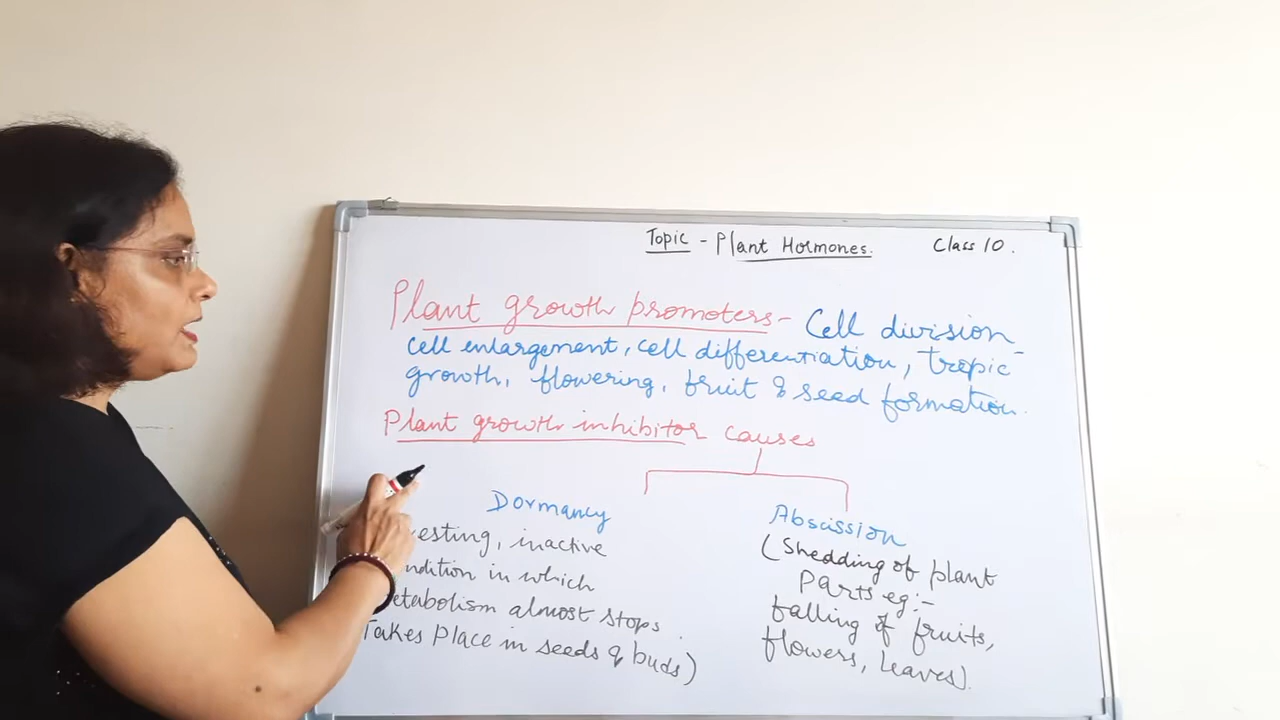 Topic - Plant Hormones. Class 10.
Plant growth promoters - Cell division
cell enlargement, cell differentiation, tropic
growth, flowering, fruit & seed formation.
Plant growth inhibitor causes
Dormancy
esting, inactive
ndition in which
etabolism almost stops.
Takes place in seeds & buds)
Abscission
(Shedding of plant
parts eg:-
falling of fruits,
flowers, leaves).